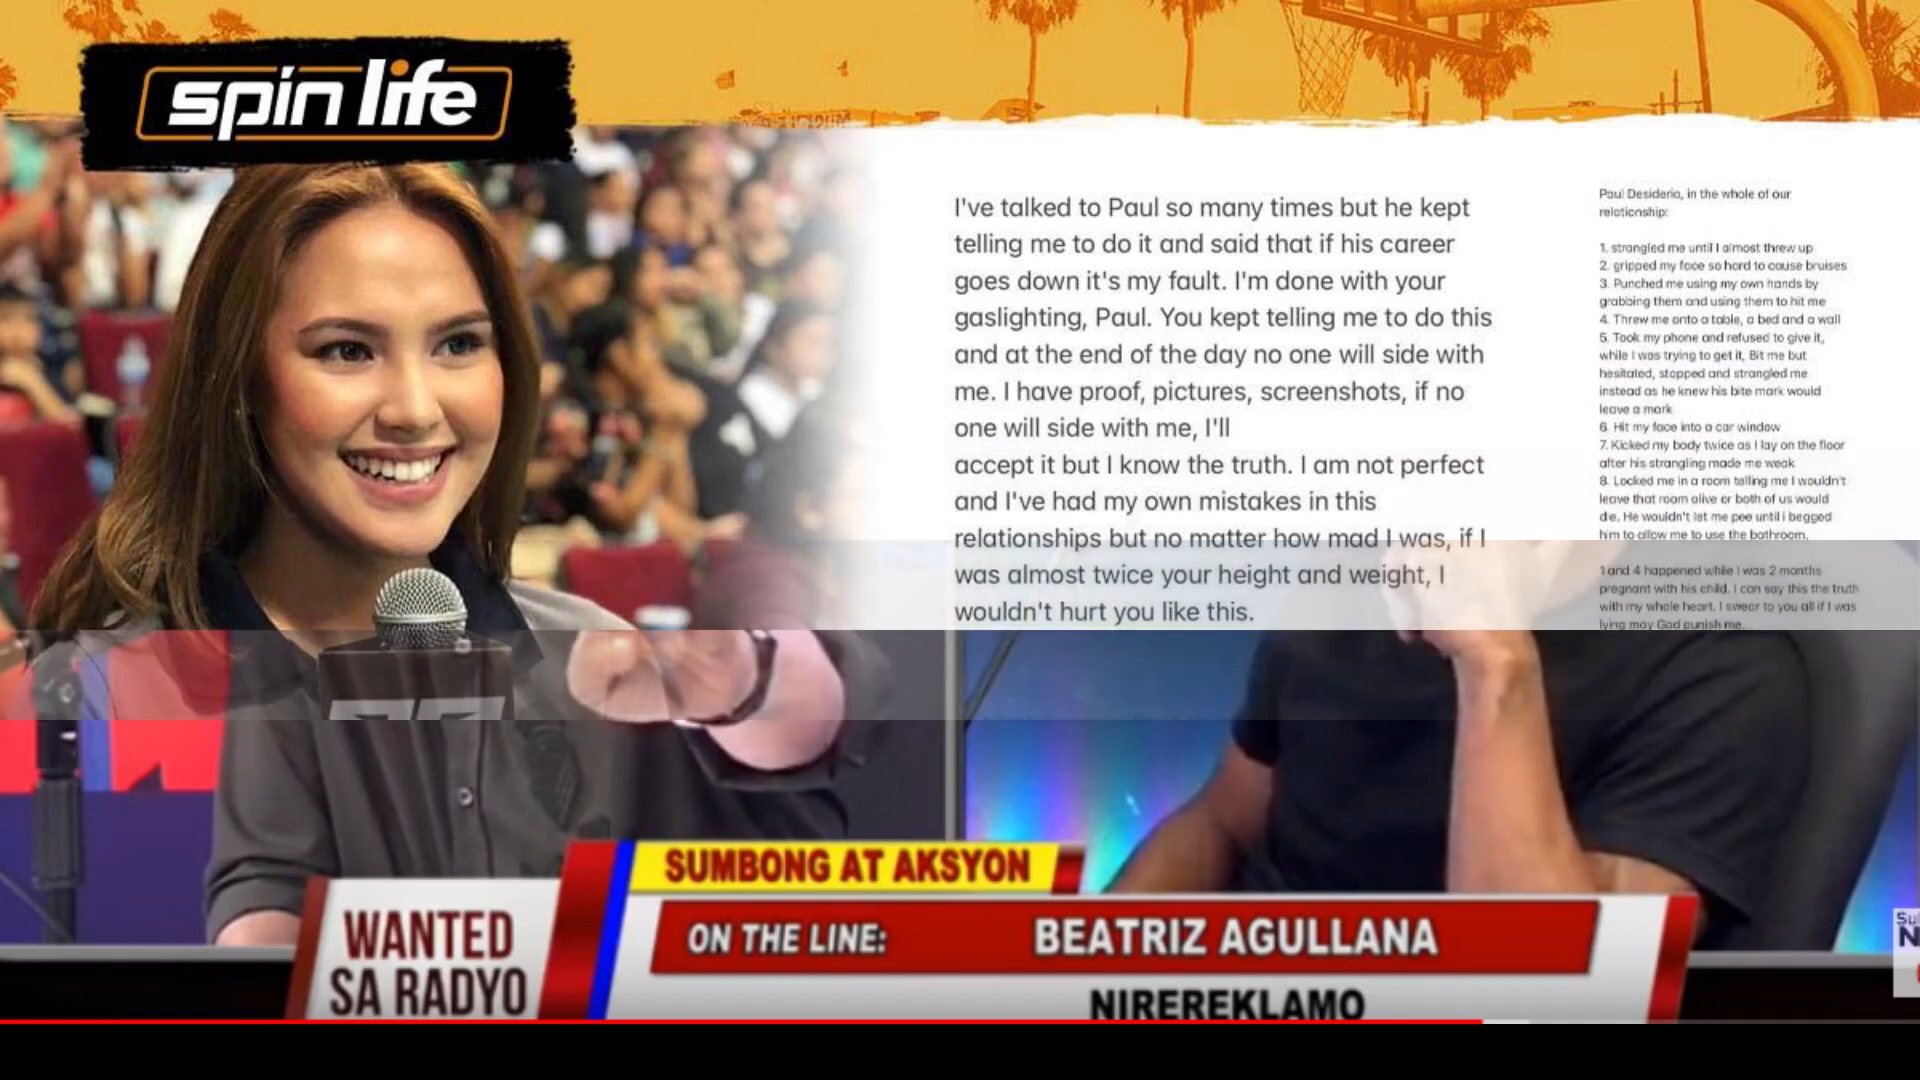 spin life
I've talked to Paul so many times but he kept
telling me to do it and said that if his career
goes down it's my fault. I'm done with your
gaslighting, Paul. You kept telling me to do this
and at the end of the day no one will side with
me. I have proof, pictures, screenshots, if no
one will side with me, I'll
accept it but I know the truth. I am not perfect
and I've had my own mistakes in this
relationships but no matter how mad I was, if I
was almost twice your height and weight, I
wouldn't hurt you like this.
Paul Desiderio, in the whole of our
relationship:
1. strangled me until I almost threw up
2. gripped my face so hard to cause bruises
3. Punched me using my own hands by
grabbing them and using them to hit me
4. Threw me onto a table, a bed and a wall
5. Took my phone and refused to give it,
while I was trying to get it, Bit me but
hesitated, stopped and strangled me
instead as he knew his bite mark would
leave a mark
6. Hit my face into a car window
7. Kicked my body twice as I lay on the floor
after his strangling made me weak
8. Locked me in a room telling me I wouldn't
leave that room alive or both of us would
die. He wouldn't let me pee until i begged
him to allow me to use the bathroom.
1 and 4 happened while I was 2 months
pregnant with his child. I can say this the truth
with my whole heart. I swear to you all if I was
lying may God punish me.
SUMBONG AT AKSYON
WANTED
SA RADYO
ON THE LINE: BEATRIZ AGULLANA
NIREREKLAMO